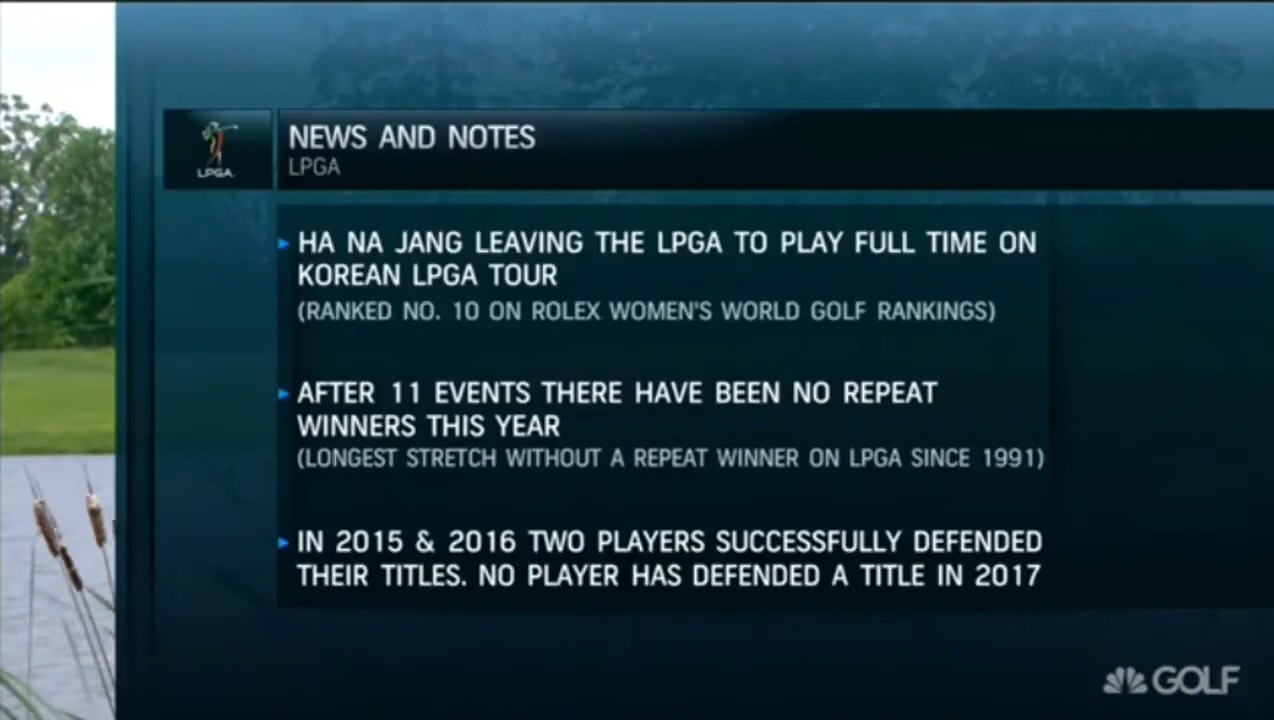 NEWS AND NOTES
LPGA
LPGA
HA NA JANG LEAVING THE LPGA TO PLAY FULL TIME ON
KOREAN LPGA TOUR
(RANKED NO. 10 ON ROLEX WOMEN'S WORLD GOLF RANKINGS)
AFTER 11 EVENTS THERE HAVE BEEN NO REPEAT
WINNERS THIS YEAR
(LONGEST STRETCH WITHOUT A REPEAT WINNER ON LPGA SINCE 1991)
IN 2015 & 2016 TWO PLAYERS SUCCESSFULLY DEFENDED
THEIR TITLES. NO PLAYER HAS DEFENDED A TITLE IN 2017
GOLF